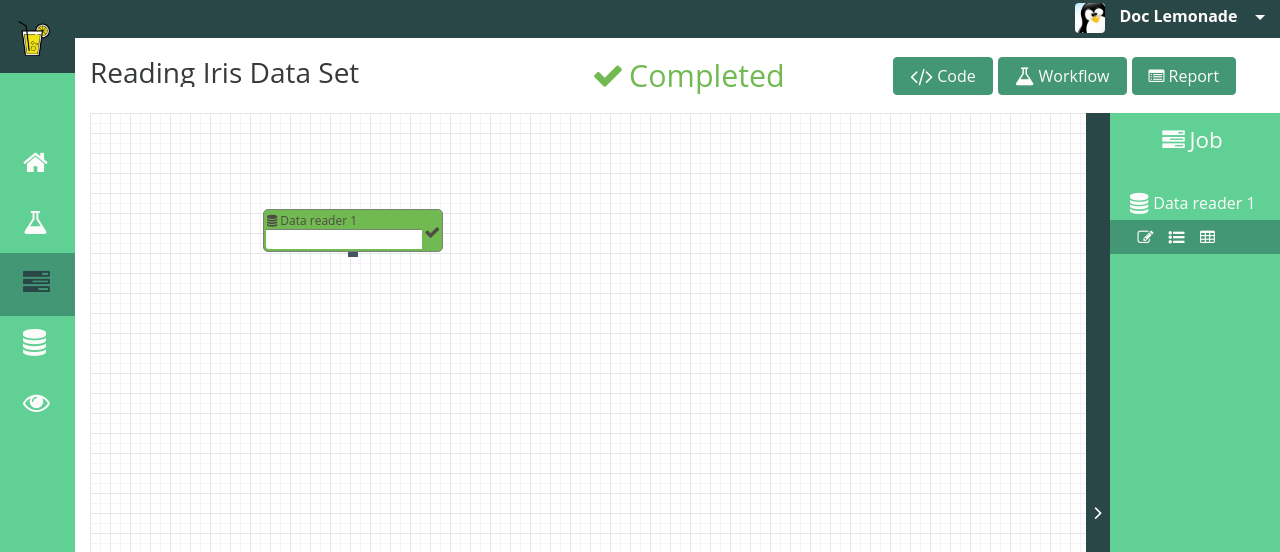 Doc Lemonade
Reading Iris Data Set
Completed
Code
Workflow
Report
Job
Data reader 1
Data reader 1